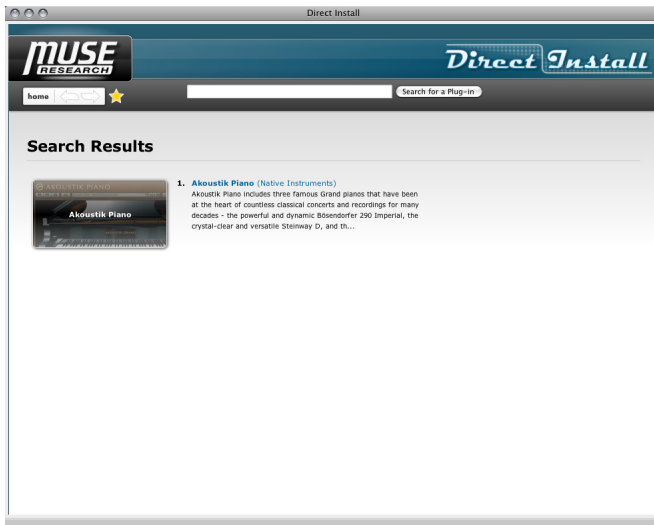 Direct Install
MUSE
RESEARCH
Direct Install
home
Search for a Plug-in
Search Results
AKOUSTIK PIANO
Akoustik Piano
1. Akoustik Piano (Native Instruments)
Akoustik Piano includes three famous Grand pianos that have been
at the heart of countless classical concerts and recordings for many
decades - the powerful and dynamic Bösendorfer 290 Imperial, the
crystal-clear and versatile Steinway D, and th...